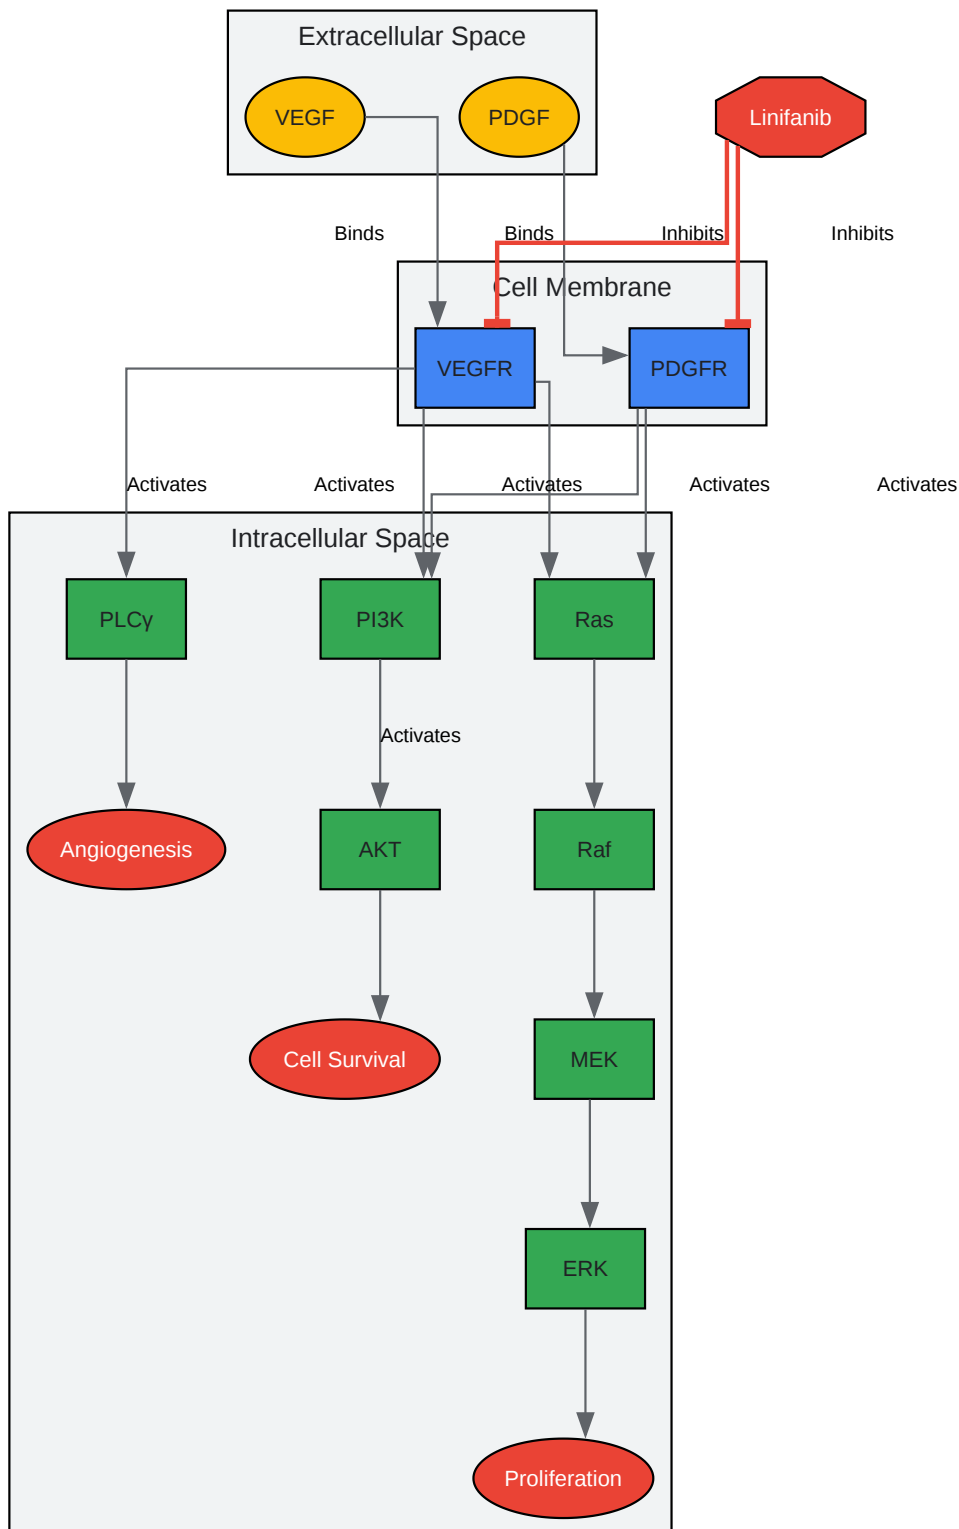 Extracellular Space
VEGF
PDGF
Linifanib
Binds
Binds
Inhibits
Inhibits
Cell Membrane
VEGFR
PDGFR
Activates
Activates
Activates
Activates
Activates
Intracellular Space
PLCγ
PI3K
Ras
Activates
Angiogenesis
AKT
Raf
Cell Survival
MEK
ERK
Proliferation